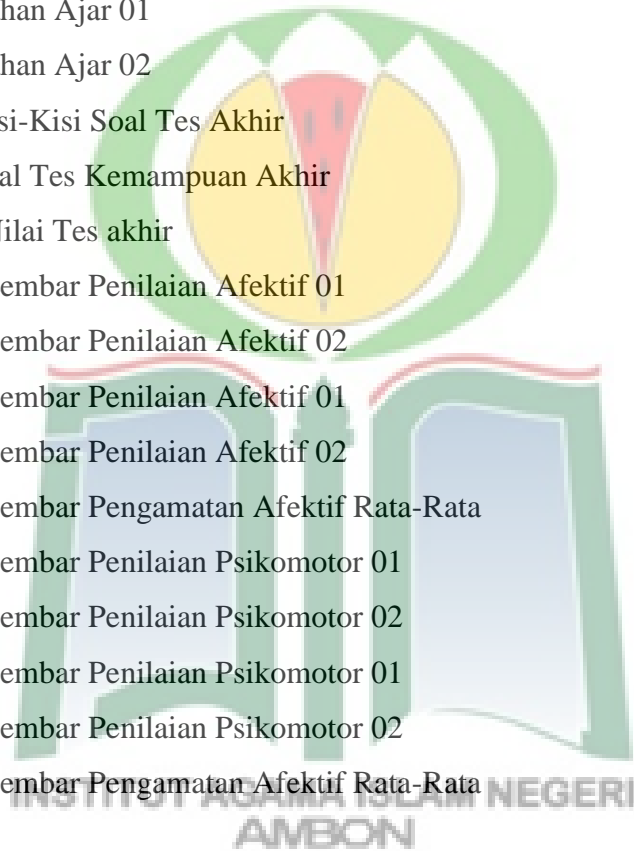 han Ajar 01
han Ajar 02
si-Kisi Soal Tes Akhir
al Tes Kemampuan Akhir
Nilai Tes akhir
embar Penilaian Afektif 01
embar Penilaian Afektif 02
embar Penilaian Afektif 01
embar Penilaian Afektif 02
embar Pengamatan Afektif Rata-Rata
embar Penilaian Psikomotor 01
embar Penilaian Psikomotor 02
embar Penilaian Psikomotor 01
embar Penilaian Psikomotor 02
embar Pengamatan Afektif Rata-Rata
INSTITUT AGAMA ISLAM NEGERI
AMBON